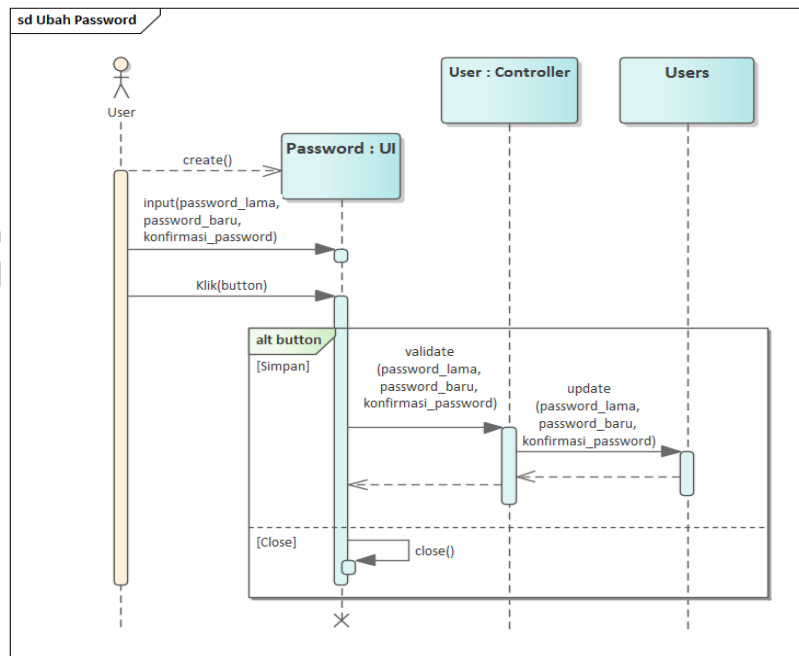 sd Ubah Password
User : Controller
Users
User
Password : UI
create()
input(password_lama,
password_baru,
konfirmasi_password)
Klik(button)
alt button
[Simpan]
validate
(password_lama,
password_baru,
konfirmasi_password)
update
(password_lama,
password_baru,
konfirmasi_password)
[Close]
close()